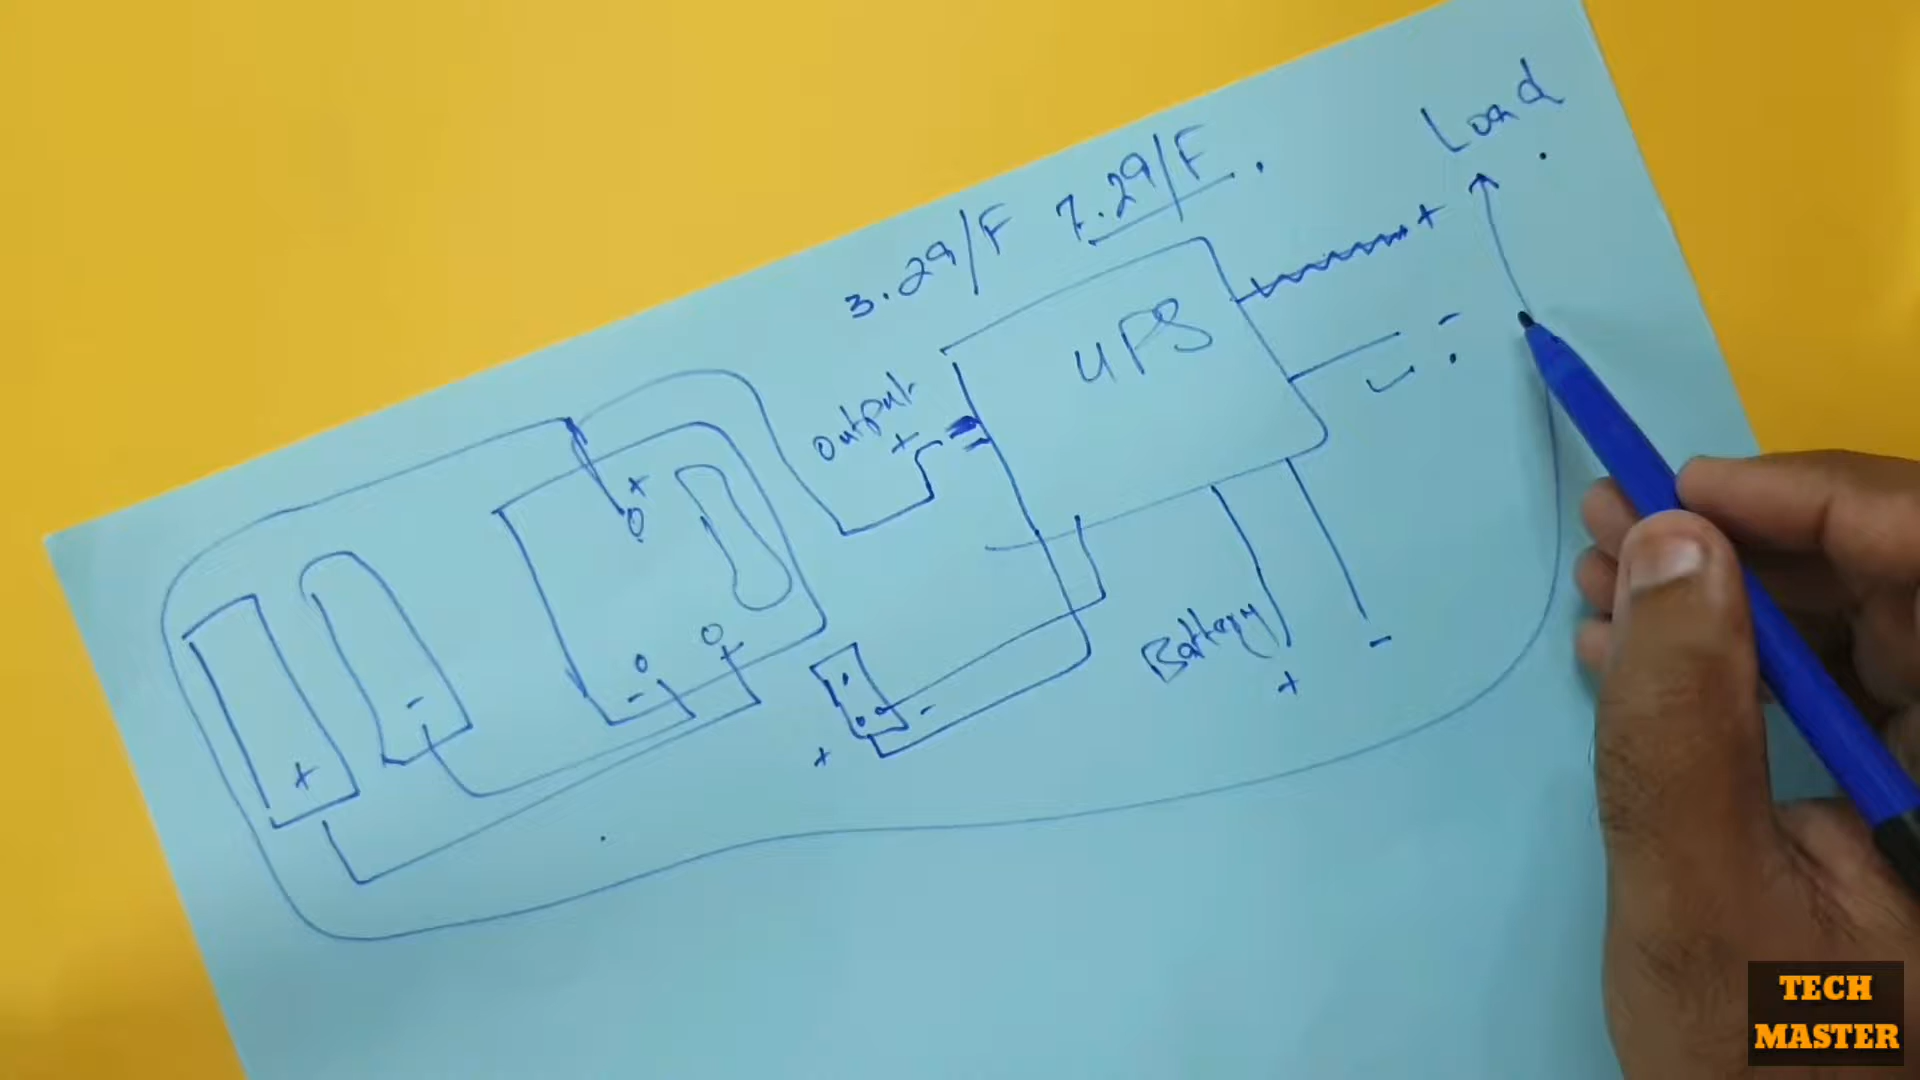 Load
3.29/F 7.29/F.
UPS
output
+
+
-
+
-
+
+
-
-
+
Battery
+
-
TECH
MASTER